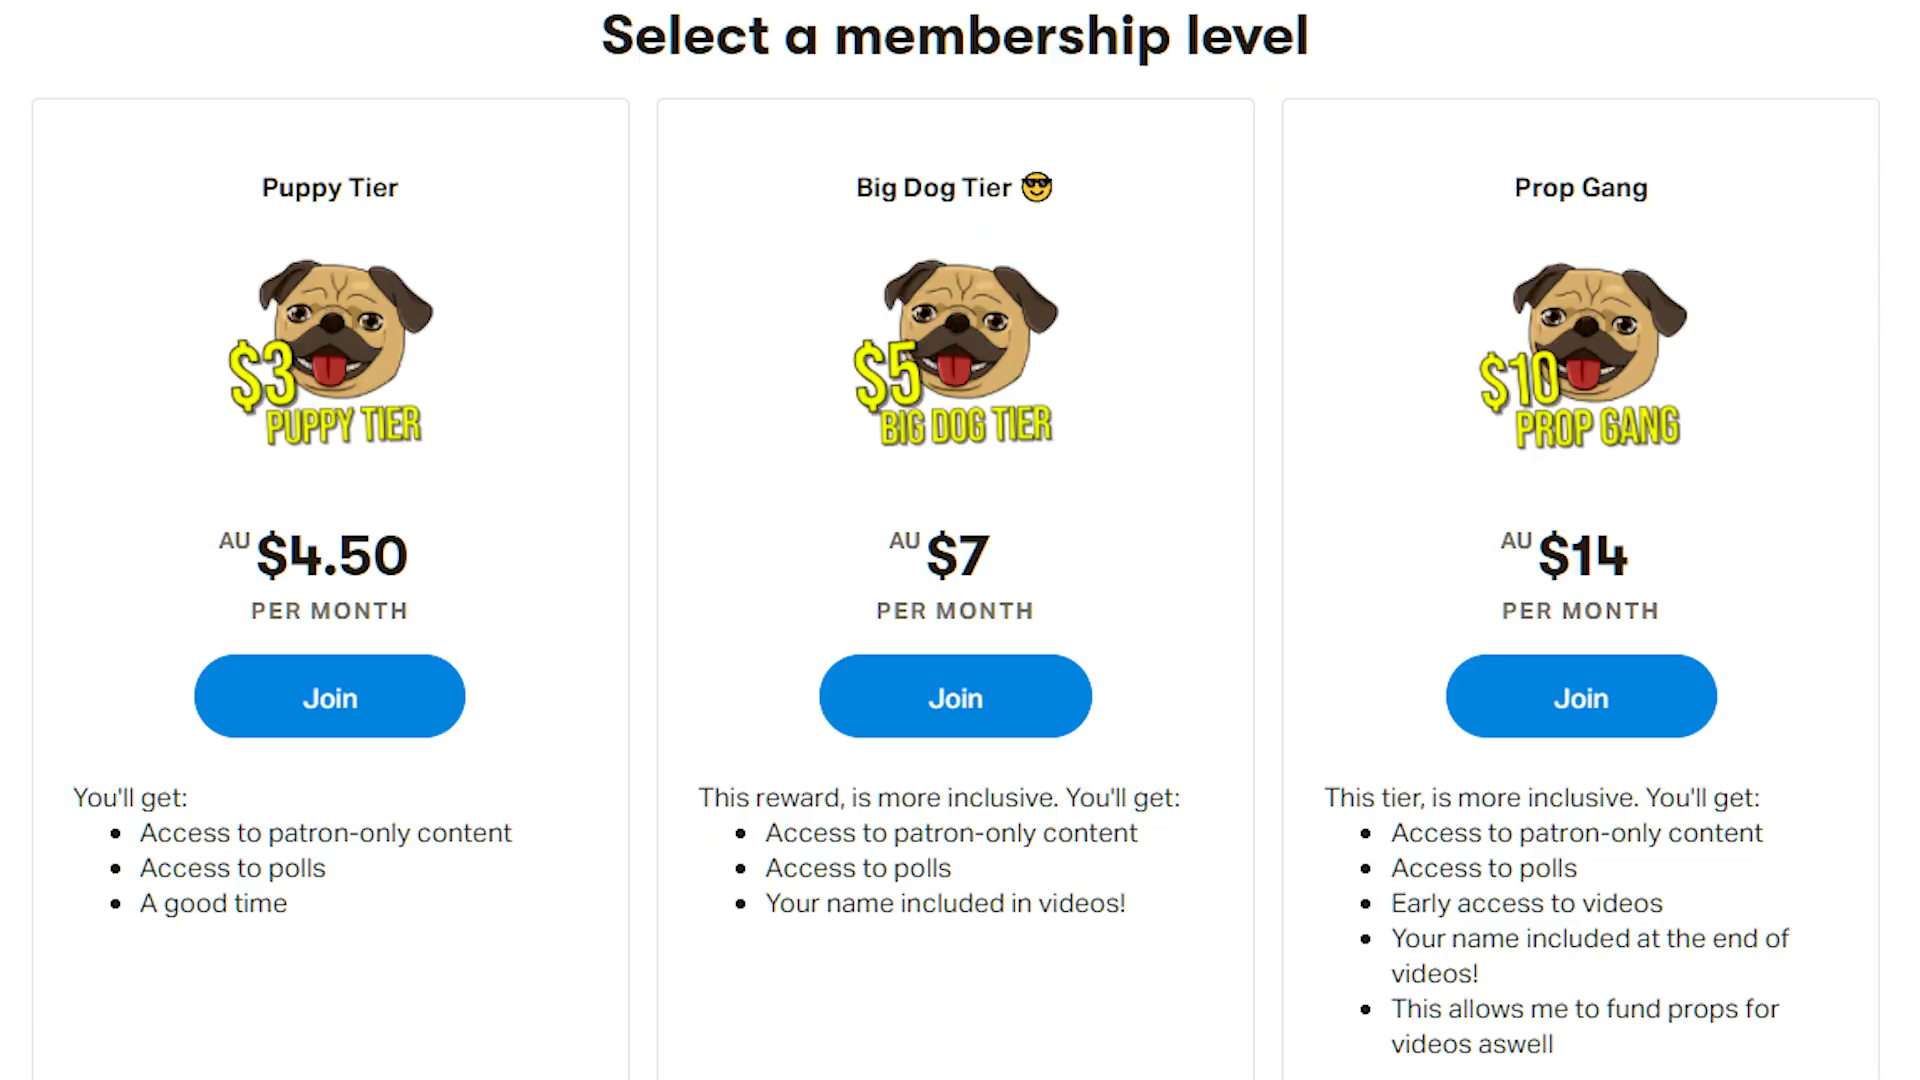 Select a membership level
Puppy Tier
$3
PUPPY TIER
AU $4.50
PER MONTH
Join
You'll get:
Access to patron-only content
Access to polls
A good time
Big Dog Tier 😎
$5
BIG DOG TIER
AU $7
PER MONTH
Join
This reward, is more inclusive. You'll get:
Access to patron-only content
Access to polls
Your name included in videos!
Prop Gang
$10
PROP GANG
AU $14
PER MONTH
Join
This tier, is more inclusive. You'll get:
Access to patron-only content
Access to polls
Early access to videos
Your name included at the end of
videos!
This allows me to fund props for
videos aswell